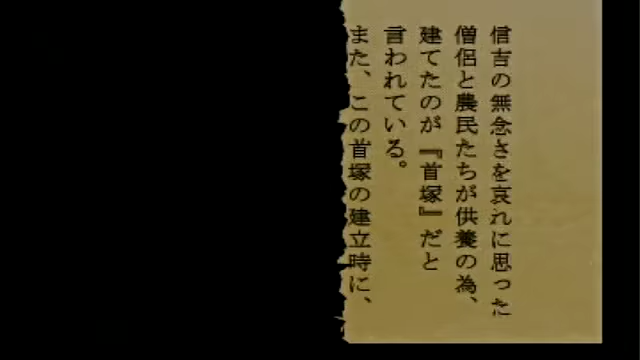 信吉の無念さを哀れに思った
僧侶と農民たちが供養の為、
建てたのが『首塚』だと
言われている。
また、この首塚の建立時に、